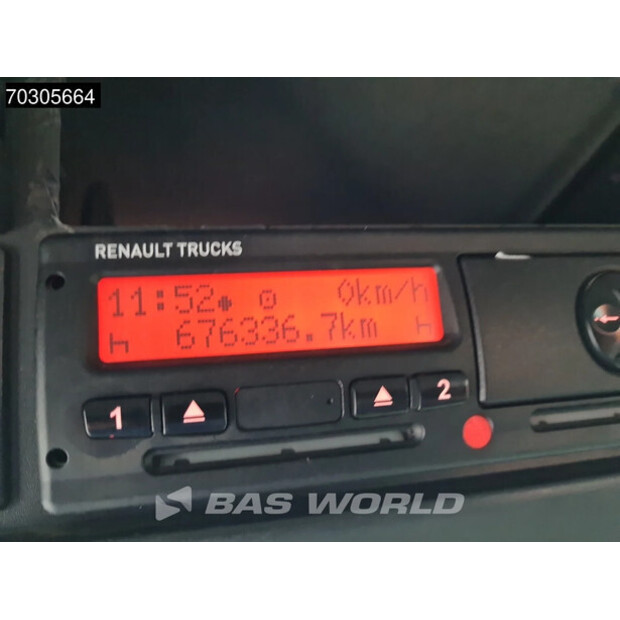 70305664
RENAULT TRUCKS
11:52 0km/h
676336.7km
1 2
BAS WORLD